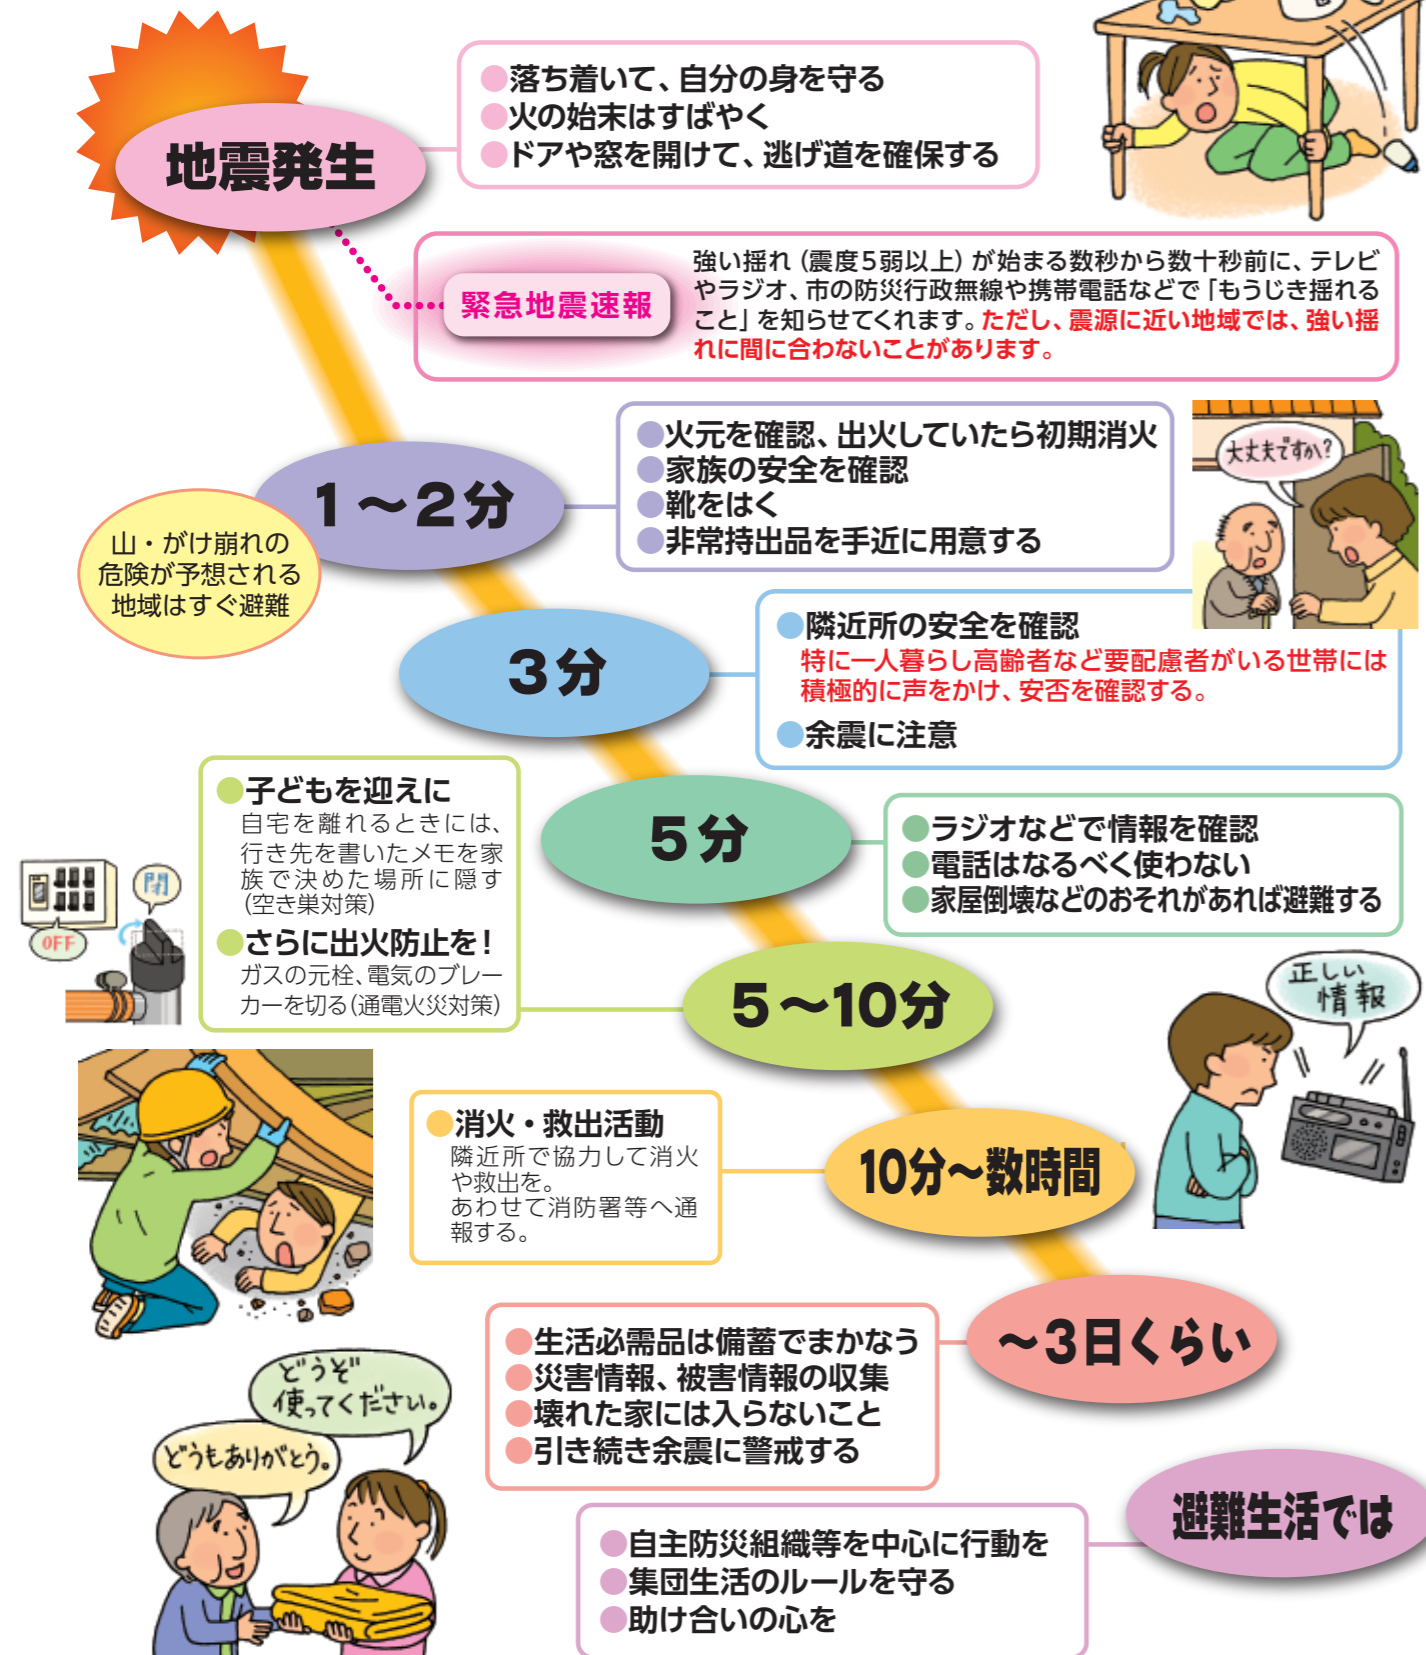 地震発生
●落ち着いて、自分の身を守る
●火の始末はすばやく
●ドアや窓を開けて、逃げ道を確保する
緊急地震速報
強い揺れ（震度5弱以上）が始まる数秒から数十秒前に、テレビ
やラジオ、市の防災行政無線や携帯電話などで「もうじき揺れる
こと」を知らせてくれます。ただし、震源に近い地域では、強い揺
れに間に合わないことがあります。
1～2分
●火元を確認、出火していたら初期消火
●家族の安全を確認
●靴をはく
●非常持出品を手近に用意する
大丈夫ですか?
山・がけ崩れの
危険が予想される
地域はすぐ避難
3分
●隣近所の安全を確認
特に一人暮らし高齢者など要配慮者がいる世帯には
積極的に声をかけ、安否を確認する。
●余震に注意
5分
●ラジオなどで情報を確認
●電話はなるべく使わない
●家屋倒壊などのおそれがあれば避難する
●子どもを迎えに
自宅を離れるときには、
行き先を書いたメモを家
族で決めた場所に隠す
（空き巣対策）
●さらに出火防止を！
ガスの元栓、電気のブレー
カーを切る（通電火災対策）
閉
OFF
5～10分
正しい
情報
●消火・救出活動
隣近所で協力して消火
や救出を。
あわせて消防署等へ通
報する。
10分～数時間
～3日くらい
●生活必需品は備蓄でまかなう
●災害情報、被害情報の収集
●壊れた家には入らないこと
●引き続き余震に警戒する
どうぞ
使ってください。
どうもありがとう。
避難生活では
●自主防災組織等を中心に行動を
●集団生活のルールを守る
●助け合いの心を